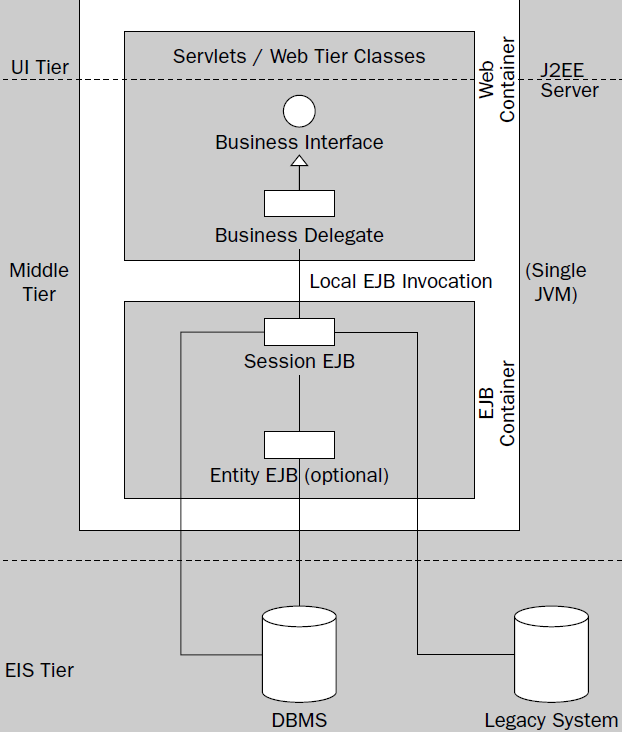 Servlets / Web Tier Classes
UI Tier
Web
Container
J2EE
Server
Business Interface
Business Delegate
Middle
Tier
Local EJB Invocation
(Single
JVM)
Session EJB
EJB
Container
Entity EJB (optional)
EIS Tier
DBMS
Legacy System